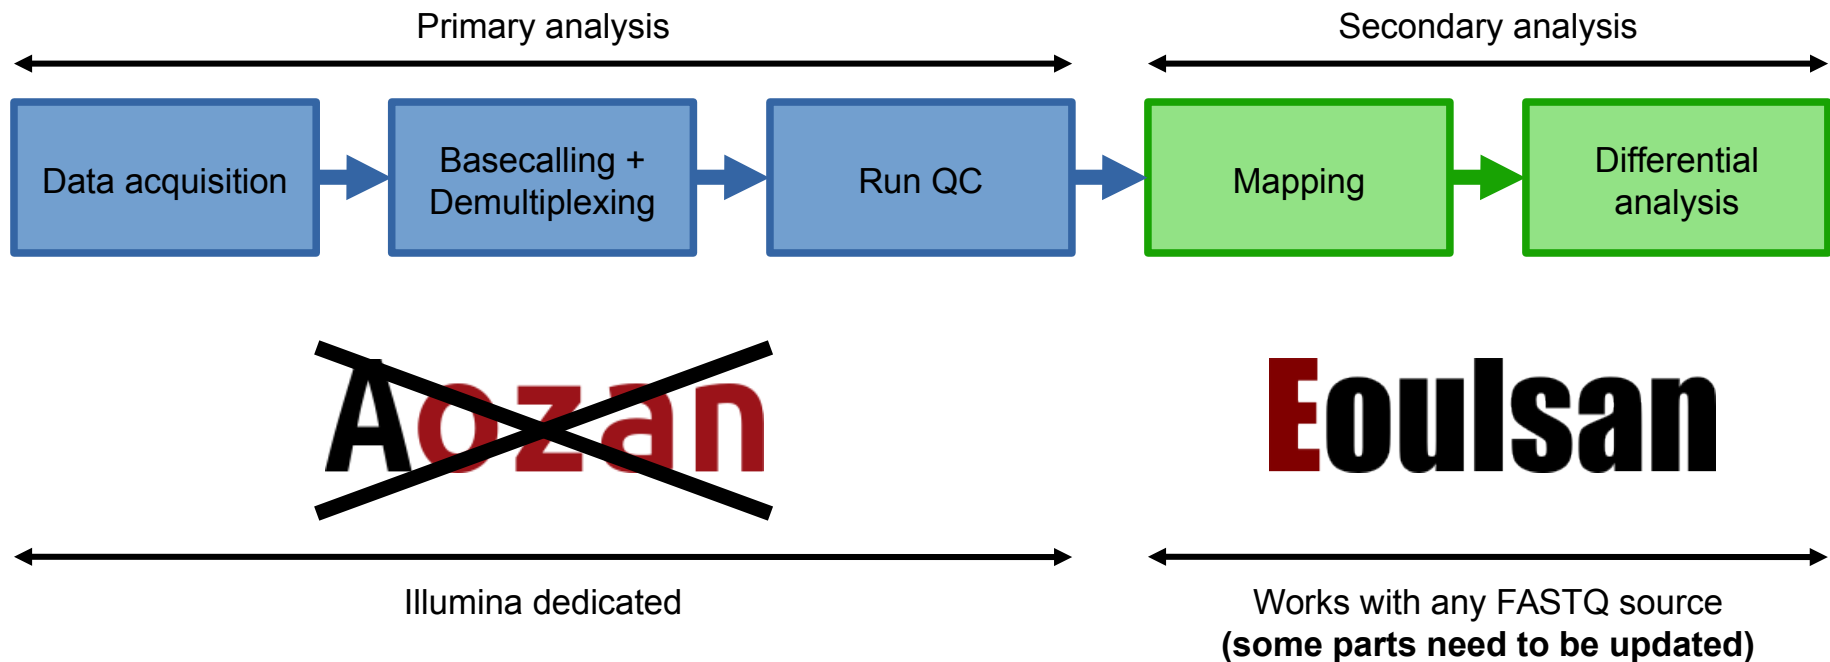 Primary analysis
Secondary analysis
Data acquisition
Basecalling +
Demultiplexing
Run QC
Mapping
Differential
analysis
Aozan
Eoulsan
Illumina dedicated
Works with any FASTQ source
(some parts need to be updated)